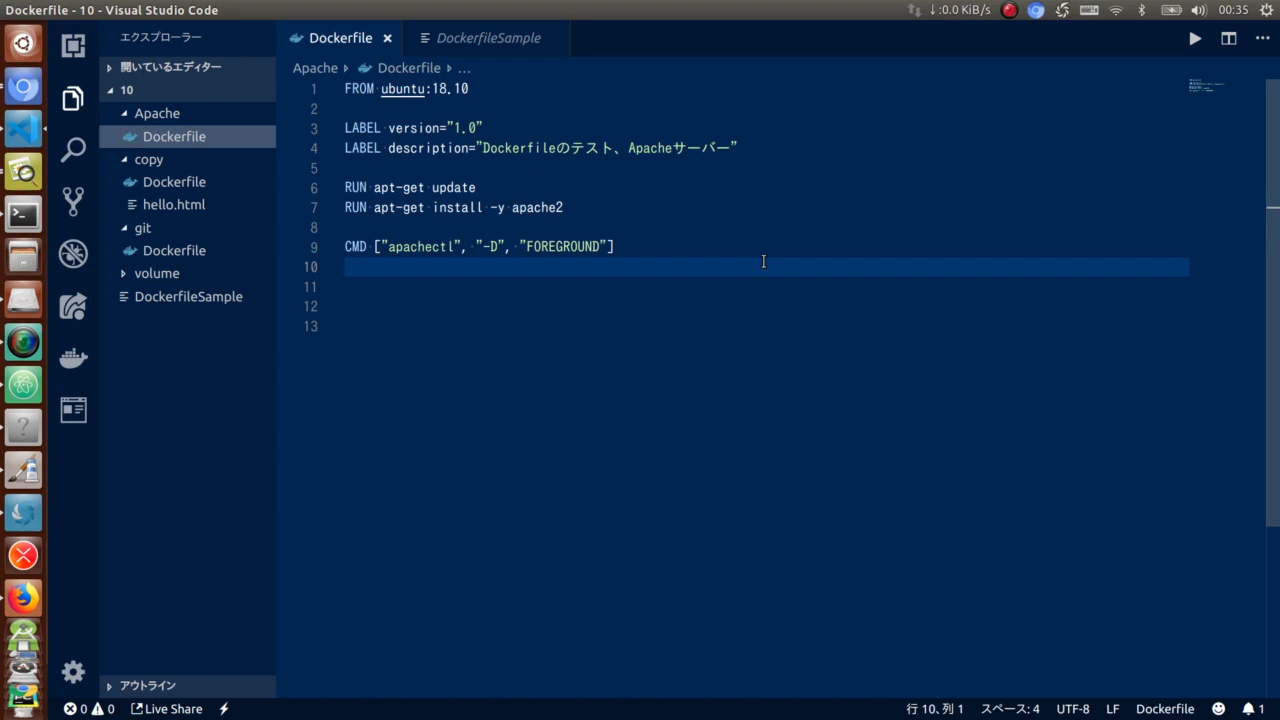 Dockerfile - 10 - Visual Studio Code
↓:0.0 KiB/s
00:35
エクスプローラー
開いているエディター
10
Apache
Dockerfile
copy
Dockerfile
hello.html
git
Dockerfile
volume
DockerfileSample
アウトライン
Dockerfile
DockerfileSample
Apache
Dockerfile
...
1 FROM ubuntu:18.10
2
3 LABEL version="1.0"
4 LABEL description="Dockerfileのテスト、Apacheサーバー"
5
6 RUN apt-get update
7 RUN apt-get install -y apache2
8
9 CMD ["apachectl", "-D", "FOREGROUND"]
10
11
12
13
0 0 Live Share
行 10、列 1
スペース: 4
UTF-8
LF
Dockerfile
1